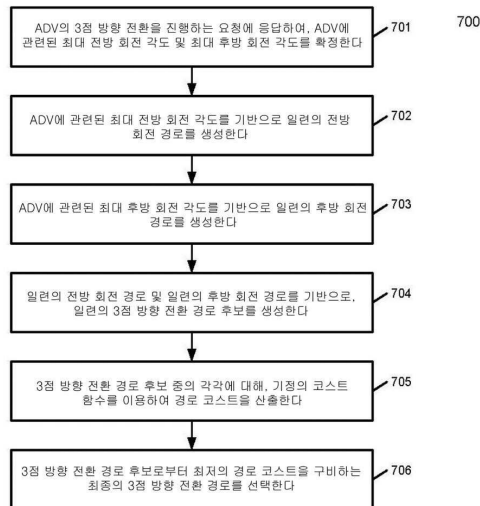 700
ADV의 3점 방향 전환을 진행하는 요청에 응답하여, ADV에
관련된 최대 전방 회전 각도 및 최대 후방 회전 각도를 확정한다
701
ADV에 관련된 최대 전방 회전 각도를 기반으로 일련의 전방
회전 경로를 생성한다
702
ADV에 관련된 최대 후방 회전 각도를 기반으로 일련의 후방 회전
경로를 생성한다
703
일련의 전방 회전 경로 및 일련의 후방 회전 경로를 기반으로,
일련의 3점 방향 전환 경로 후보를 생성한다
704
3점 방향 전환 경로 후보 중의 각각에 대해, 기정의 코스트
함수를 이용하여 경로 코스트을 산출한다
705
3점 방향 전환 경로 후보로부터 최저의 경로 코스트을 구비하는
최종의 3점 방향 전환 경로를 선택한다
706